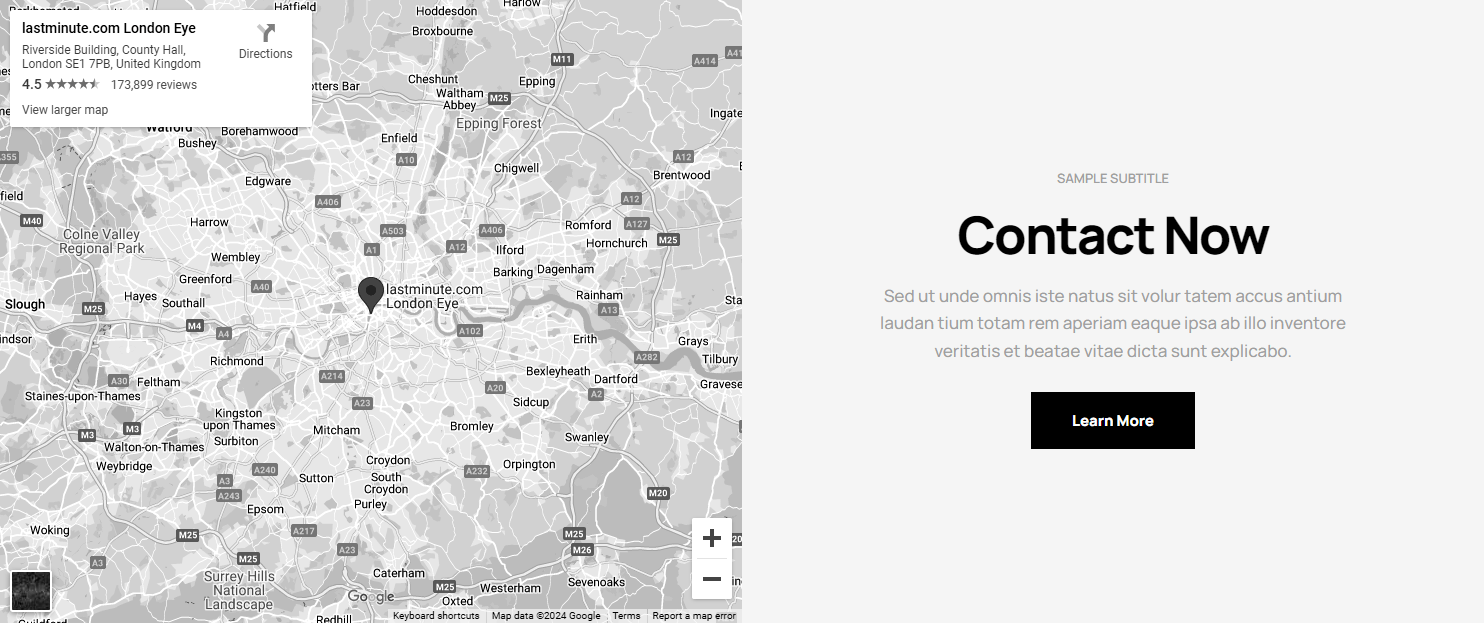 Hatfield
Hoddesdon
Harlow
Broxbourne
lastminute.com London Eye
Directions
Riverside Building, County Hall,
London SE1 7PB, United Kingdom
4.5 ★★★★★ 173,899 reviews
View larger map
M11
A414
Cheshunt
Epping
Waltham
Abbey
M25
Epping Forest
Watford
Borehamwood
Bushey
Enfield
A10
Chigwell
A12
Brentwood
Edgware
A406
A12
M40
Harrow
A503
A406
Romford
A127
M25
Colne Valley
Regional Park
A1
A12
Ilford
Hornchurch
Wembley
Barking
Dagenham
Greenford
A40
lastminute.com
London Eye
Rainham
Slough
Hayes
Southall
M25
A13
M4
A4
A102
Erith
Grays
Richmond
A282
Tilbury
Bexleyheath
Dartford
A30
Feltham
A214
A20
A2
Staines-upon-Thames
A23
Sidcup
Kingston
upon Thames
M3
M3
Mitcham
Bromley
Swanley
Walton-on-Thames
Surbiton
Weybridge
Croydon
Orpington
A240
A232
A3
Sutton
South
Croydon
A243
M20
Purley
Epsom
Woking
M25
A217
M25
A23
M26
M25
A3
Caterham
Surrey Hills
National
Landscape
M25
Westerham
Sevenoaks
Google
Oxted
Redhill
Keyboard shortcuts
Map data ©2024 Google
Terms
Report a map error
SAMPLE SUBTITLE
Contact Now
Sed ut unde omnis iste natus sit volur tatem accus antium
laudan tium totam rem aperiam eaque ipsa ab illo inventore
veritatis et beatae vitae dicta sunt explicabo.
Learn More